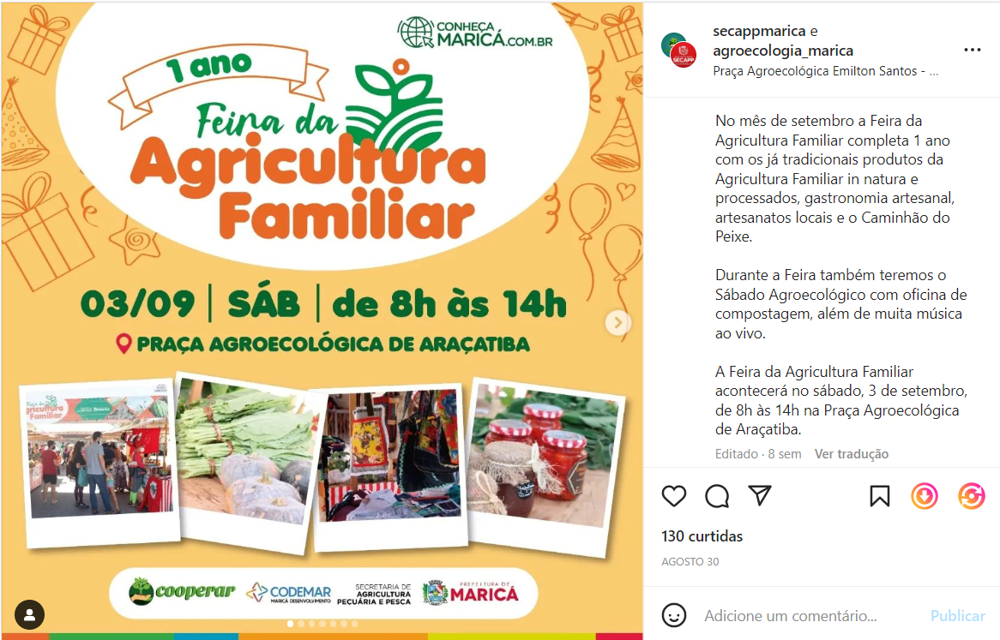 CONHEÇA
MARICÁ.COM.BR
1 ano
Feira da
Agricultura
Familiar
03/09 | SÁB | de 8h às 14h
PRAÇA AGROECOLÓGICA DE ARAÇATIBA
Feira da
Agricultura
Familiar
cooperar
CODEMAR
MARICÁ DESENVOLVIMENTO
SECRETARIA DE
AGRICULTURA
PECUÁRIA E PESCA
PREFEITURA DE
MARICÁ
secappmarica e
agroecologia_marica
SECAPP
Praça Agroecológica Emilton Santos - ...
No mês de setembro a Feira da
Agricultura Familiar completa 1 ano
com os já tradicionais produtos da
Agricultura Familiar in natura e
processados, gastronomia artesanal,
artesanatos locais e o Caminhão do
Peixe.
Durante a Feira também teremos o
Sábado Agroecológico com oficina de
compostagem, além de muita música
ao vivo.
A Feira da Agricultura Familiar
acontecerá no sábado, 3 de setembro,
de 8h às 14h na Praça Agroecológica
de Araçatiba.
Editado · 8 sem Ver tradução
130 curtidas
AGOSTO 30
Adicione um comentário... Publicar